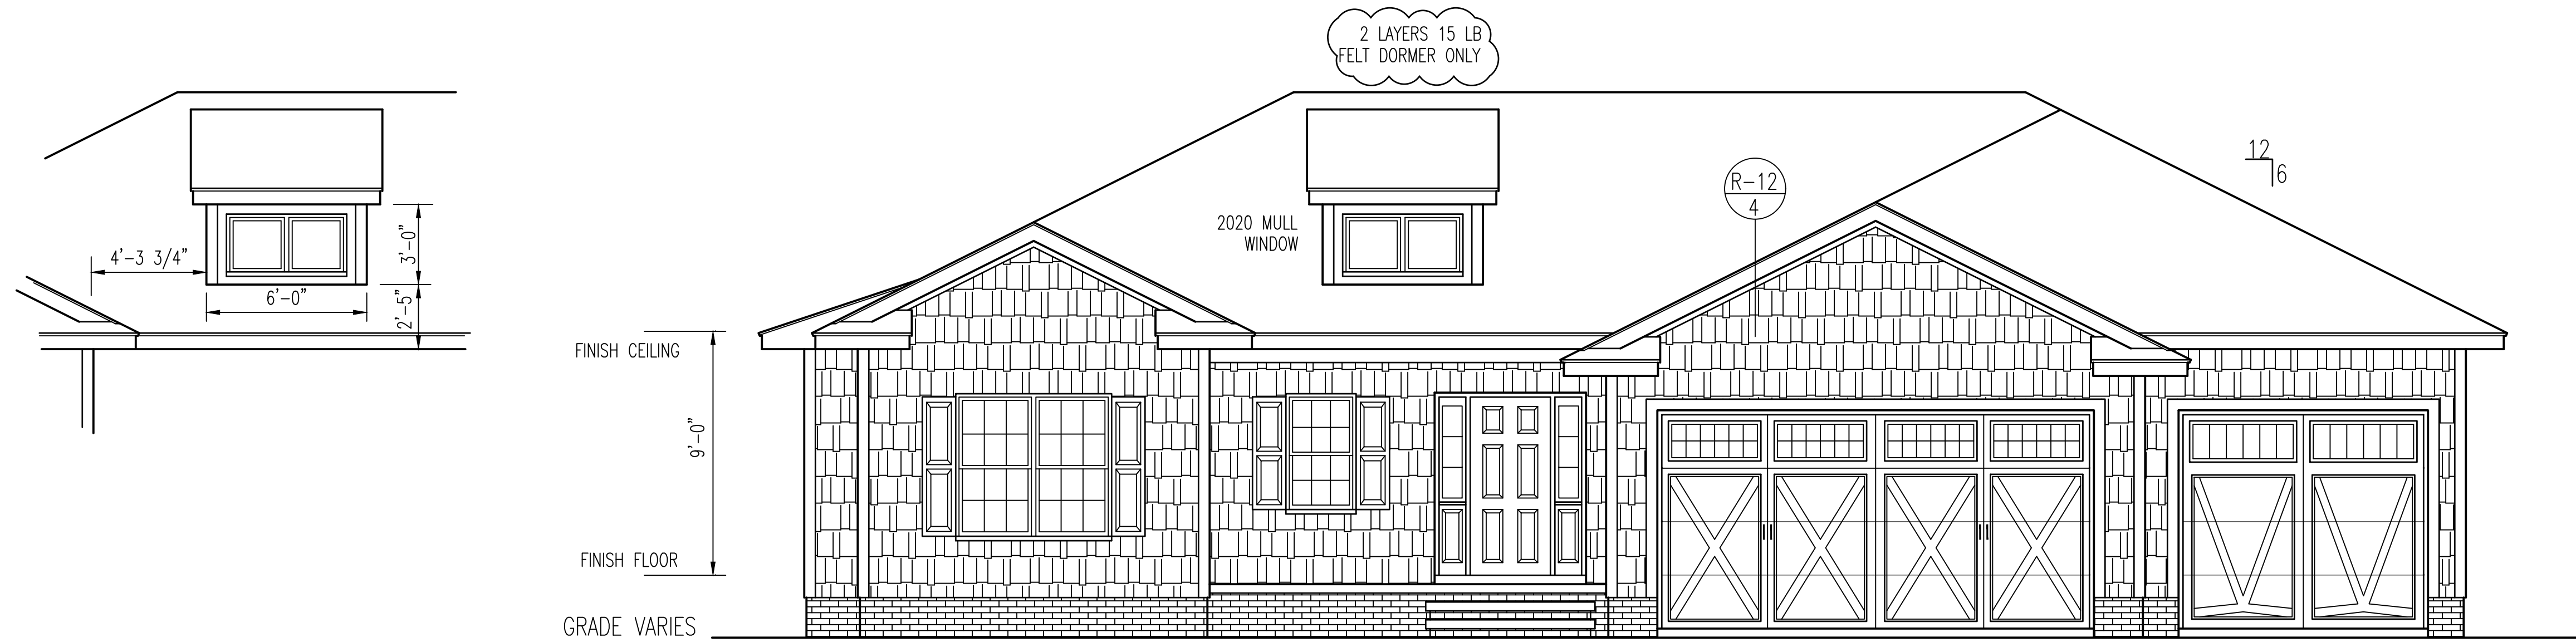 2 LAYERS 15 LB
FELT DORMER ONLY
12
6
R-12
4
2020 MULL
WINDOW
4'-3 3/4"
3'-0"
6'-0"
2'-5"
FINISH CEILING
9'-0"
FINISH FLOOR
GRADE VARIES